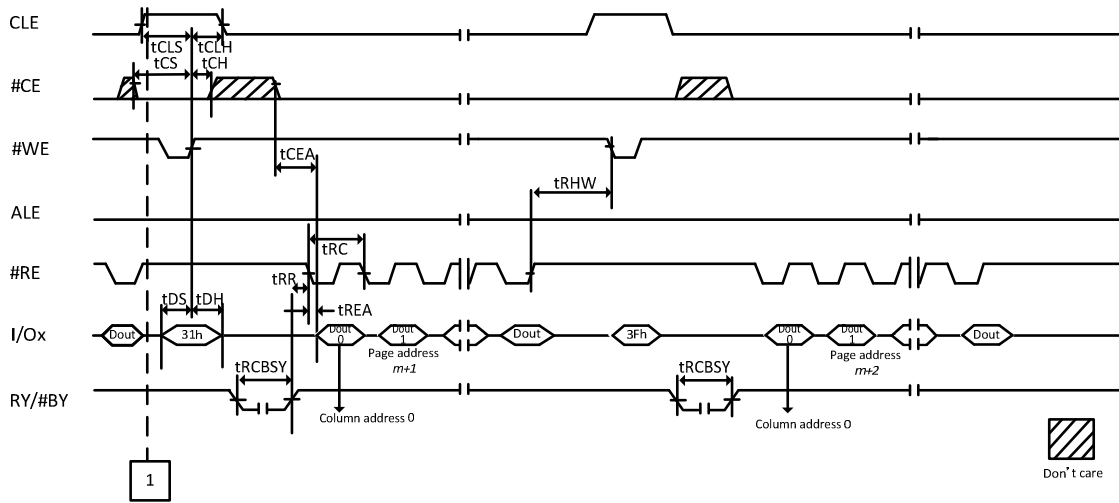 CLE
tCLS tCLH
tCS tCH
#CE
#WE
tCEA
tRHW
ALE
tRC
#RE
tRR
tDS tDH
tREA
I/Ox
Dout
31h
Dout
0
Dout
1
Dout
3Fh
Dout
0
Dout
1
Dout
Page address
m+1
Page address
m+2
tRCBSY
tRCBSY
RY/#BY
Column address 0
Column address 0
1
Don't care